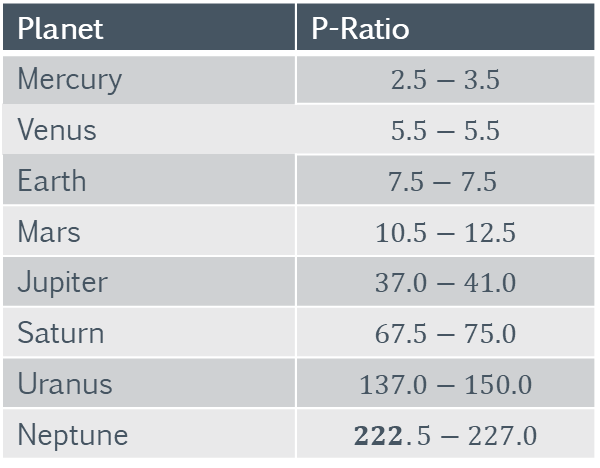 Planet P-Ratio
Mercury 2.5 – 3.5
Venus 5.5 – 5.5
Earth 7.5 – 7.5
Mars 10.5 – 12.5
Jupiter 37.0 – 41.0
Saturn 67.5 – 75.0
Uranus 137.0 – 150.0
Neptune 222.5 – 227.0